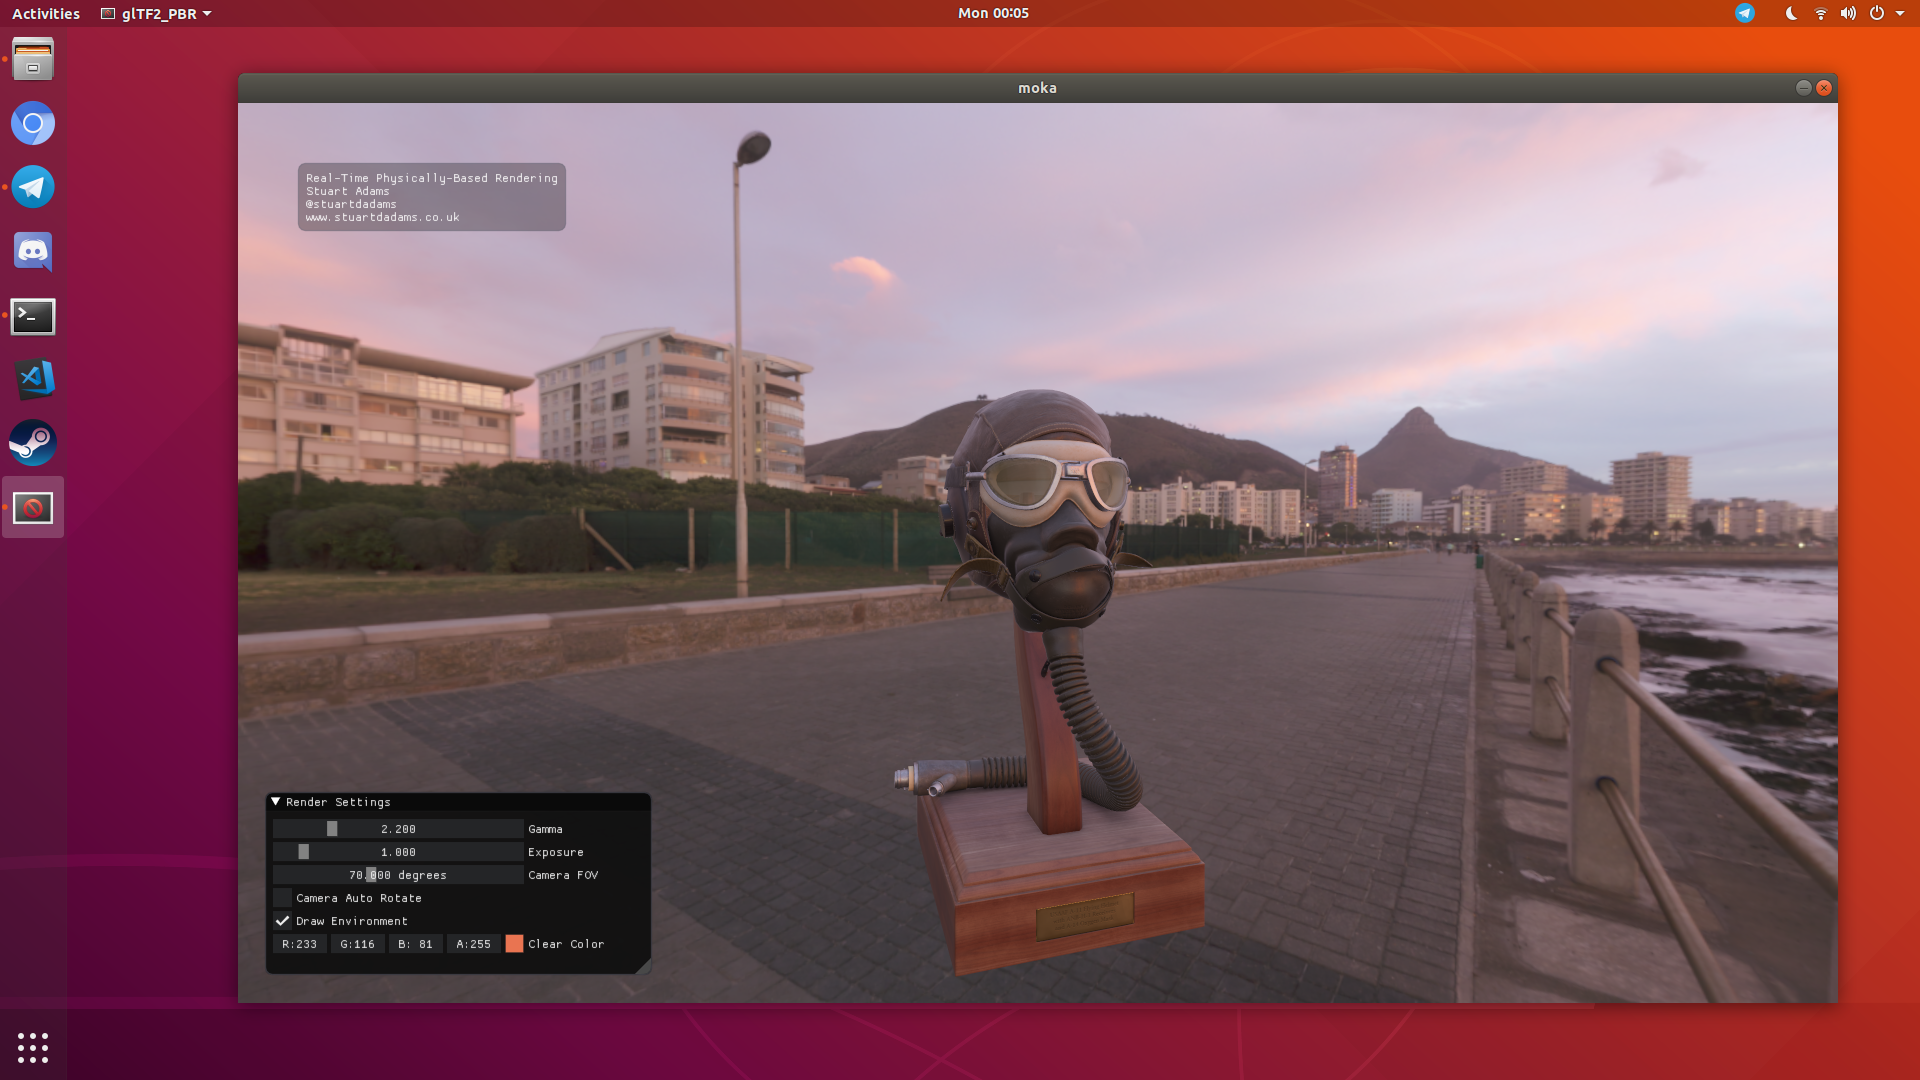 Activities
glTF2_PBR
Mon 00:05
moka
Real-Time Physically-Based Rendering
Stuart Adams
@stuartdadams
www.stuartdadams.co.uk
Render Settings
2.200 Gamma
1.000 Exposure
70.000 degrees Camera FOV
Camera Auto Rotate
Draw Environment
R:233 G:116 B: 81 A:255 Clear Color